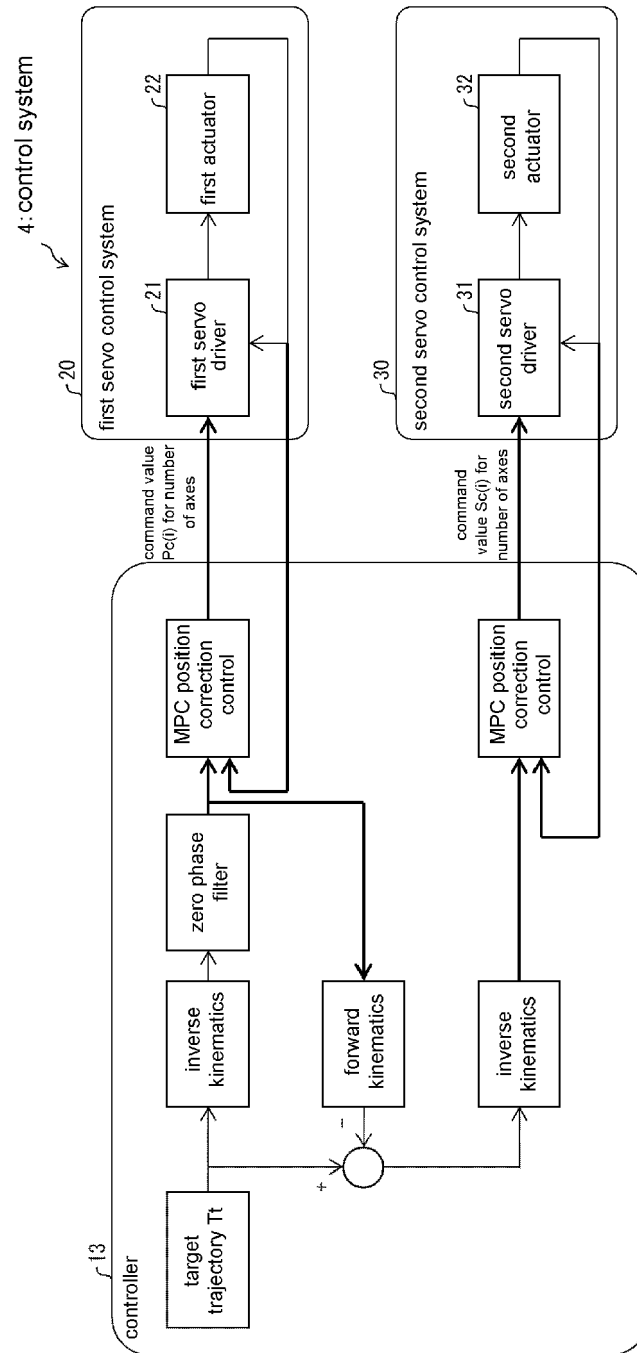 4:control system
13
controller
target
trajectory Tt
inverse
kinematics
zero phase
filter
MPC position
correction
control
command value
Pc(i) for number
of axes
20
first servo control system
21
first servo
driver
22
first actuator
+
−
forward
kinematics
inverse
kinematics
MPC position
correction
control
command
value Sc(i) for
number of axes
30
second servo control system
31
second servo
driver
32
second
actuator